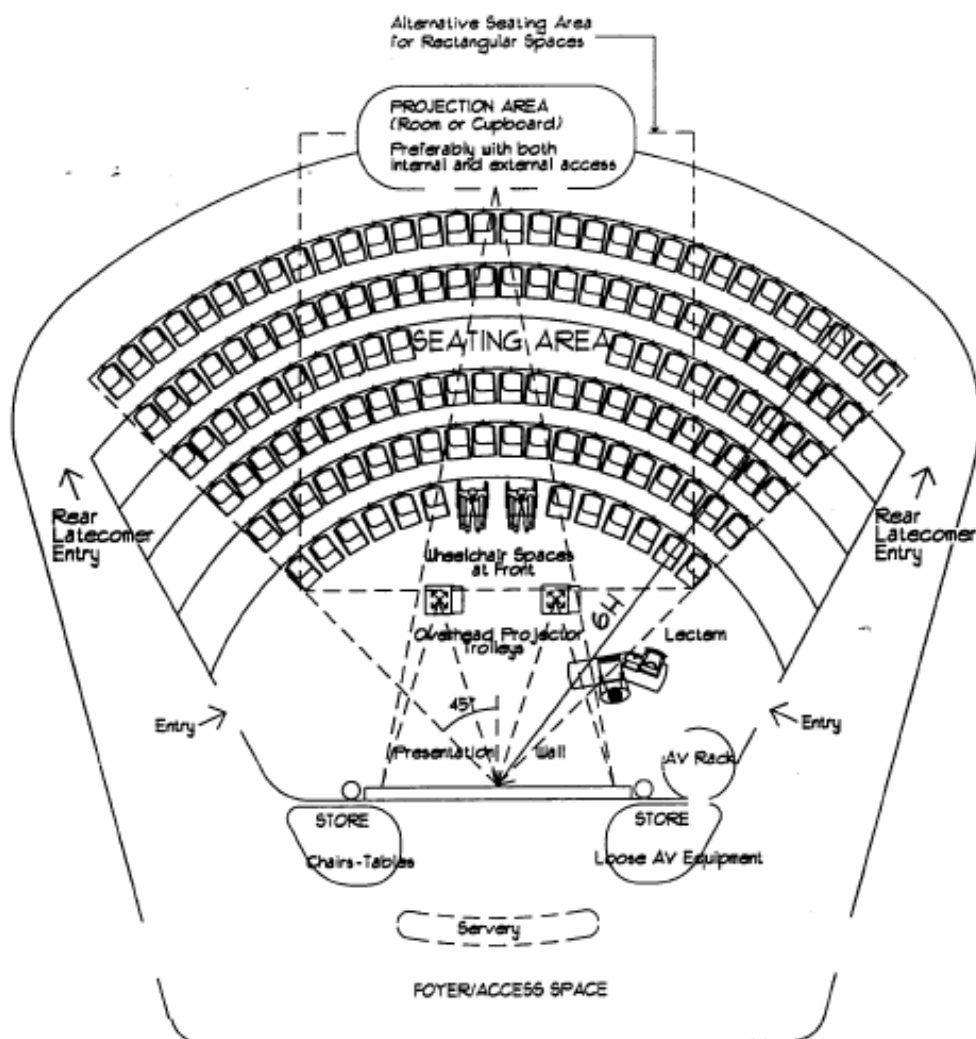 Alternative Seating Area
for Rectangular Spaces
PROJECTION AREA
(Room or Cupboard)
Preferably with both
internal and external access
SEATING AREA
Rear
Latecomer
Entry
Rear
Latecomer
Entry
Wheelchair Spaces
at Front
Overhead Projector
Trolleys
6H
Lectern
45°
Entry
Entry
Presentation Wall
AV Rack
STORE
Chairs-Tables
STORE
Loose AV Equipment
Servery
FOYER/ACCESS SPACE